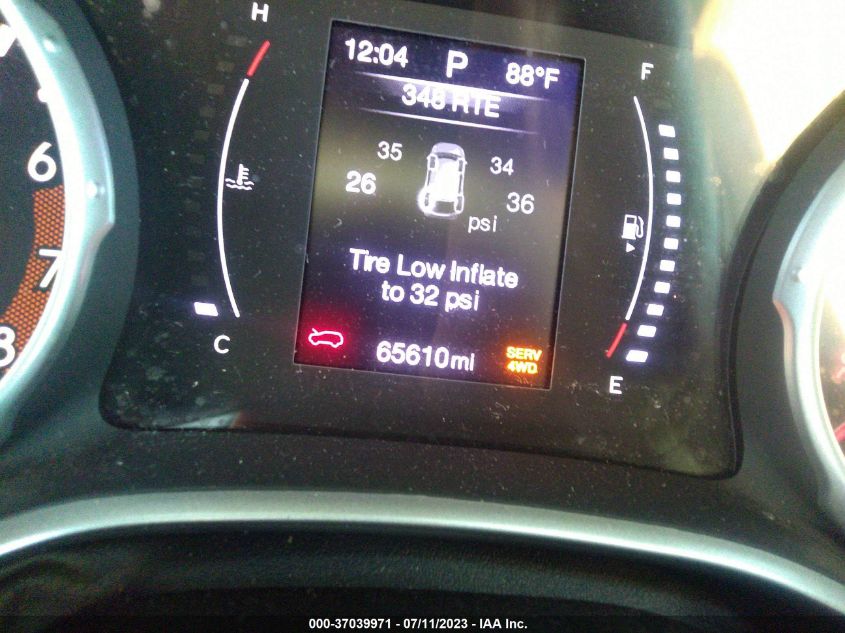 H
12:04 P 88°F
F
348 RTE
35 34
6
26 36
psi
7
Tire Low Inflate
to 32 psi
8
C
65610mi
SERV
4WD
E
000-37039971 - 07/11/2023 - IAA Inc.